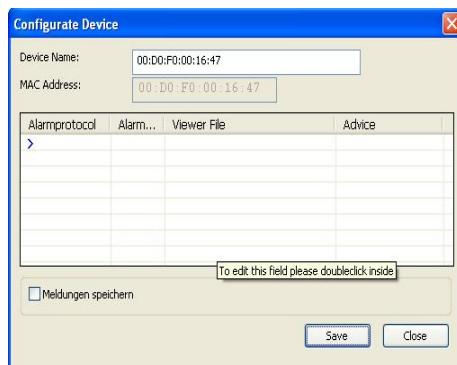 Configurate Device
Device Name: 00:D0:F0:00:16:47
MAC Address: 00:D0:F0:00:16:47
Alarmprotocol Alarm... Viewer File Advice
>
To edit this field please doubleclick inside
Meldungen speichern
Save Close